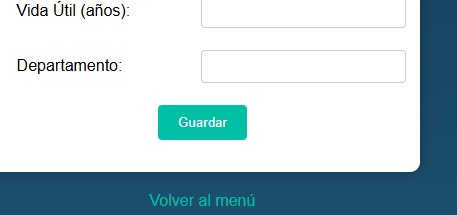 Vida Útil (años):
Departamento:
Guardar
Volver al menú